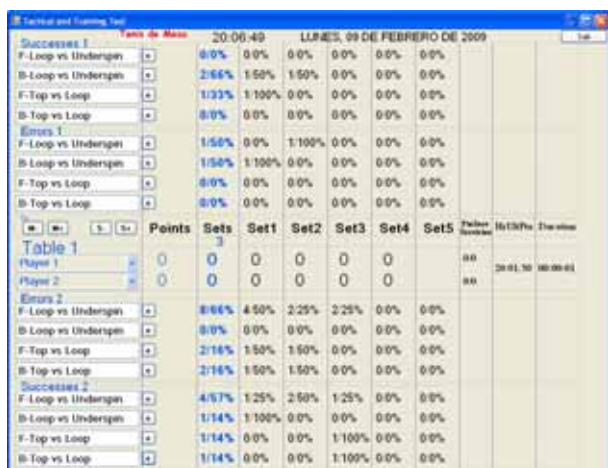 Tactical and Training Tool
Tenis de Mesa 20:06:49 LUNES, 09 DE FEBRERO DE 2009
Successes 1
F-Loop vs Underspin + 0/0% 0/0% 0/0% 0/0% 0/0% 0/0%
B-Loop vs Underspin + 2/66% 1/50% 1/50% 0/0% 0/0% 0/0%
F-Top vs Loop + 1/33% 1/100% 0/0% 0/0% 0/0% 0/0%
B-Top vs Loop + 0/0% 0/0% 0/0% 0/0% 0/0% 0/0%
Errors 1
F-Loop vs Underspin + 1/50% 0/0% 1/100% 0/0% 0/0% 0/0%
B-Loop vs Underspin + 1/50% 1/100% 0/0% 0/0% 0/0% 0/0%
F-Top vs Loop + 0/0% 0/0% 0/0% 0/0% 0/0% 0/0%
B-Top vs Loop + 0/0% 0/0% 0/0% 0/0% 0/0% 0/0%
Points Sets Set1 Set2 Set3 Set4 Set5
Table 1 3
Player 1 0 0 0 0 0 0 0/0
20:01:50 00:00:01
Player 2 0 0 0 0 0 0 0/0
Errors 2
F-Loop vs Underspin + 8/66% 4/50% 2/25% 2/25% 0/0% 0/0%
B-Loop vs Underspin + 0/0% 0/0% 0/0% 0/0% 0/0% 0/0%
F-Top vs Loop + 2/16% 1/50% 1/50% 0/0% 0/0% 0/0%
B-Top vs Loop + 2/16% 1/50% 1/50% 0/0% 0/0% 0/0%
Successes 2
F-Loop vs Underspin + 4/57% 1/25% 2/50% 1/25% 0/0% 0/0%
B-Loop vs Underspin + 1/14% 1/100% 0/0% 0/0% 0/0% 0/0%
F-Top vs Loop + 1/14% 0/0% 0/0% 1/100% 0/0% 0/0%
B-Top vs Loop + 1/14% 0/0% 0/0% 1/100% 0/0% 0/0%